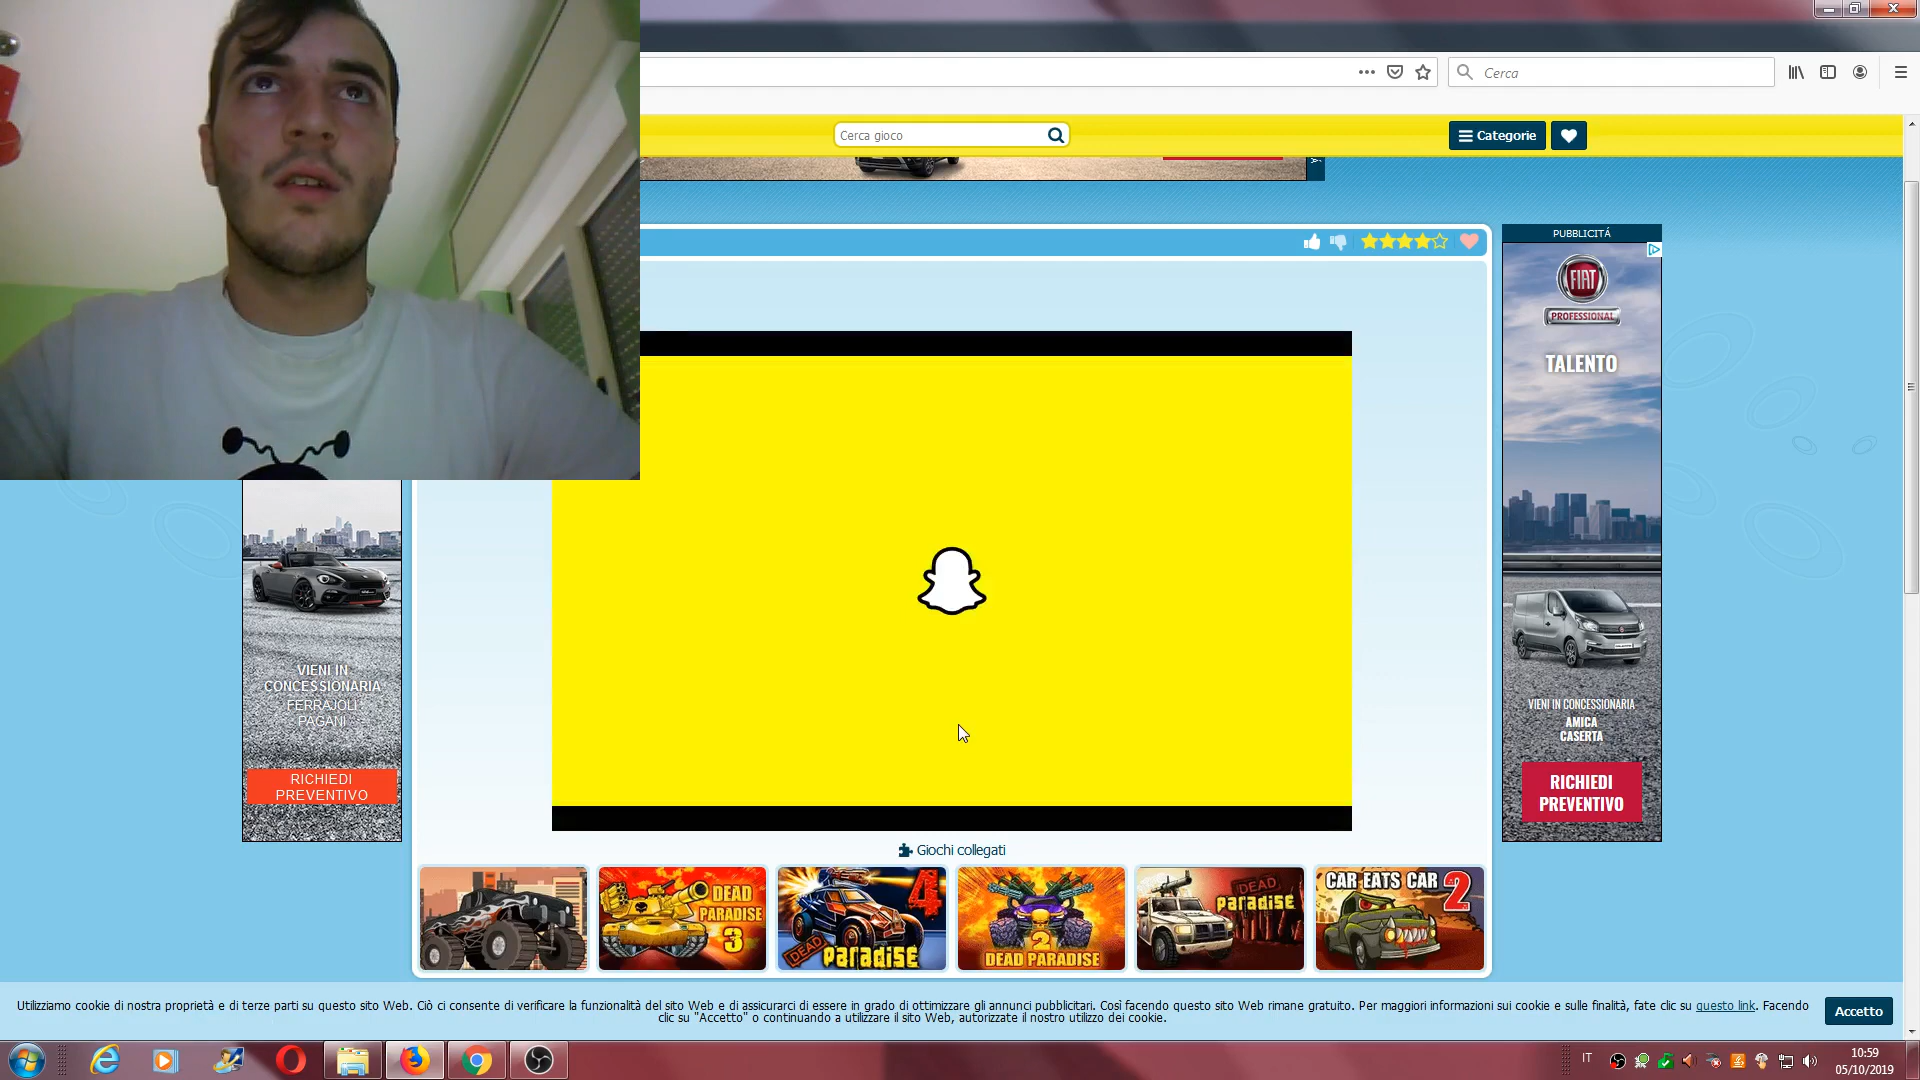 Cerca
Cerca gioco
Categorie
PUBBLICITÁ
FIAT
PROFESSIONAL
TALENTO
VIENI IN CONCESSIONARIA
AMICA
CASERTA
RICHIEDI
PREVENTIVO
VIENI IN
CONCESSIONARIA
FERRAJOLI
PAGANI
RICHIEDI
PREVENTIVO
Giochi collegati
DEAD
PARADISE
3
4
DEAD
PARADISE
2
DEAD PARADISE
DEAD
PARADISE
CAR EATS CAR
2
Utilizziamo cookie di nostra proprietà e di terze parti su questo sito Web. Ciò ci consente di verificare la funzionalità del sito Web e di assicurarci di essere in grado di ottimizzare gli annunci pubblicitari. Così facendo questo sito Web rimane gratuito. Per maggiori informazioni sui cookie e sulle finalità, fate clic su questo link. Facendo
clic su "Accetto" o continuando a utilizzare il sito Web, autorizzate il nostro utilizzo dei cookie.
Accetto
IT
10:59
05/10/2019